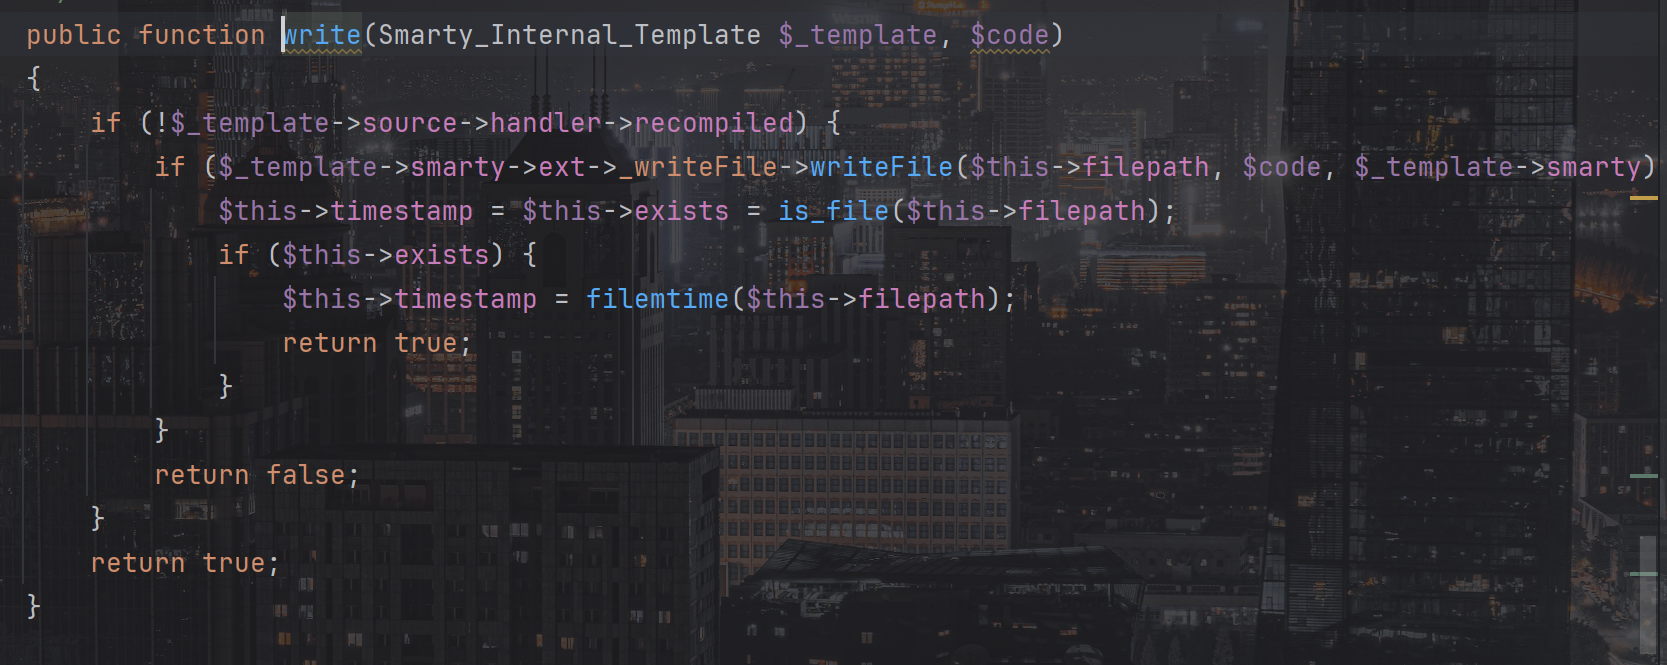 public function write(Smarty_Internal_Template $_template, $code)
{
    if (!$_template->source->handler->recompiled) {
        if ($_template->smarty->ext->_writeFile->writeFile($this->filepath, $code, $_template->smarty)
            $this->timestamp = $this->exists = is_file($this->filepath);
            if ($this->exists) {
                $this->timestamp = filemtime($this->filepath);
                return true;
            }
        }
        return false;
    }
    return true;
}